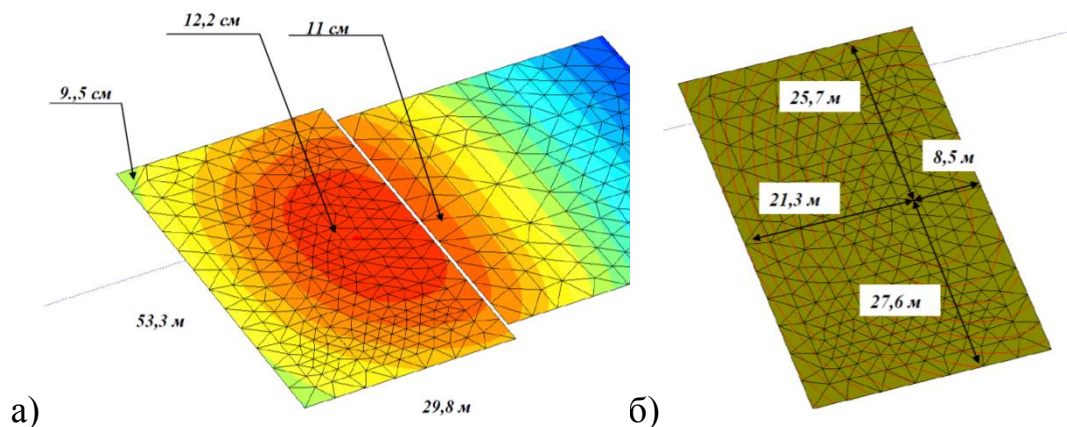 12,2 см
11 см
9.,5 см
53,3 м
29,8 м
а)
25,7 м
8,5 м
21,3 м
27,6 м
б)